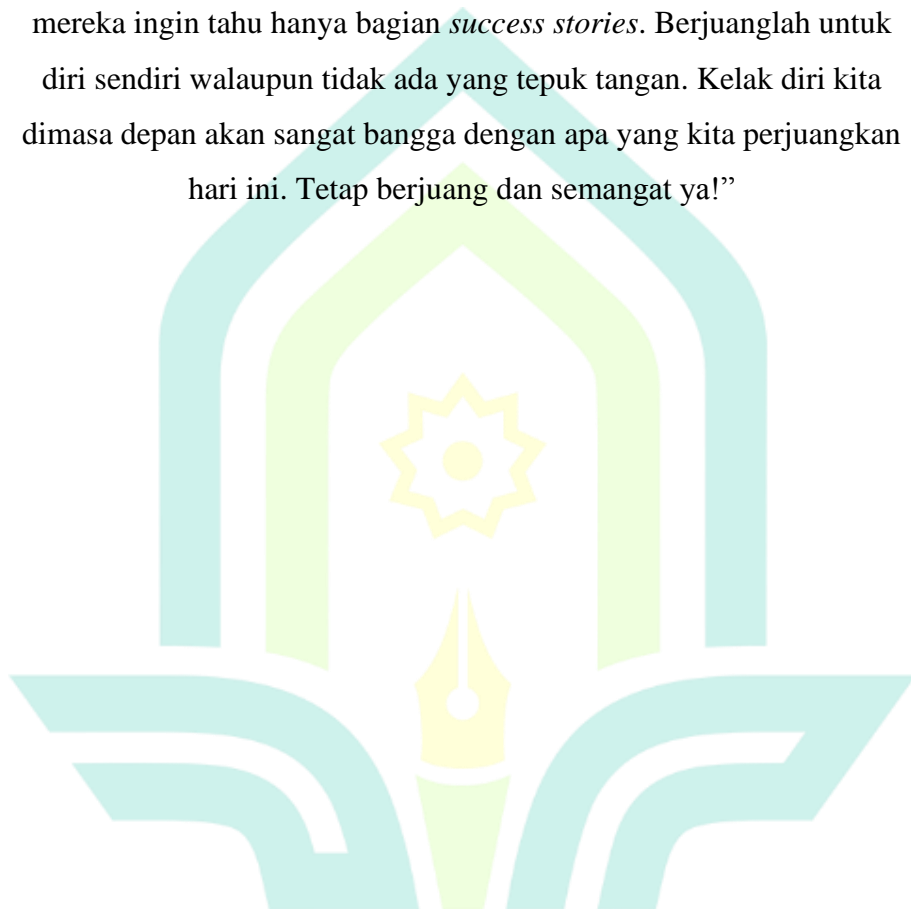 mereka ingin tahu hanya bagian success stories. Berjuanglah untuk
diri sendiri walaupun tidak ada yang tepuk tangan. Kelak diri kita
dimasa depan akan sangat bangga dengan apa yang kita perjuangkan
hari ini. Tetap berjuang dan semangat ya!”